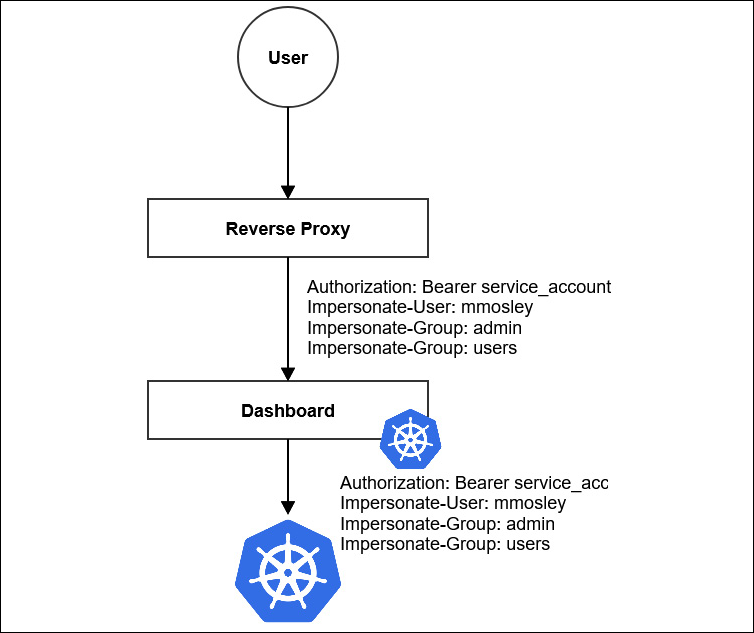 User
Reverse Proxy
Authorization: Bearer service_account
Impersonate-User: mmosley
Impersonate-Group: admin
Impersonate-Group: users
Dashboard
Authorization: Bearer service_acc
Impersonate-User: mmosley
Impersonate-Group: admin
Impersonate-Group: users